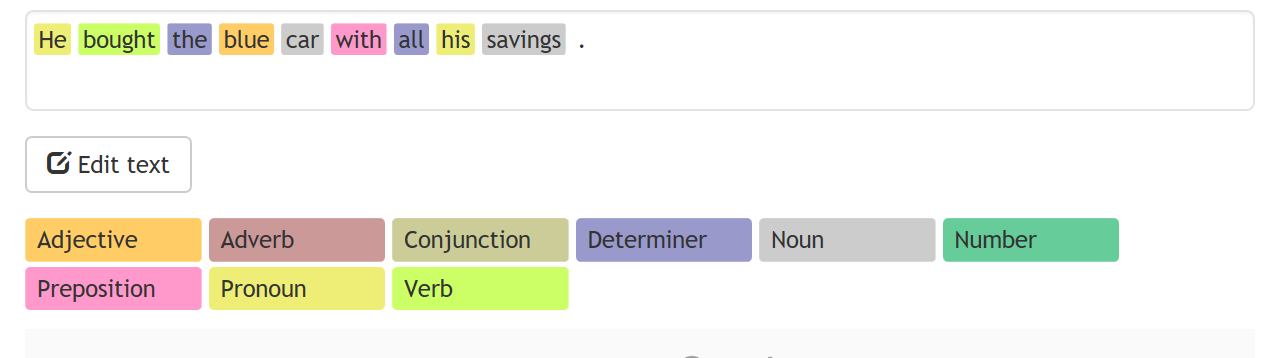 He bought the blue car with all his savings .
Edit text
Adjective Adverb Conjunction Determiner Noun Number
Preposition Pronoun Verb